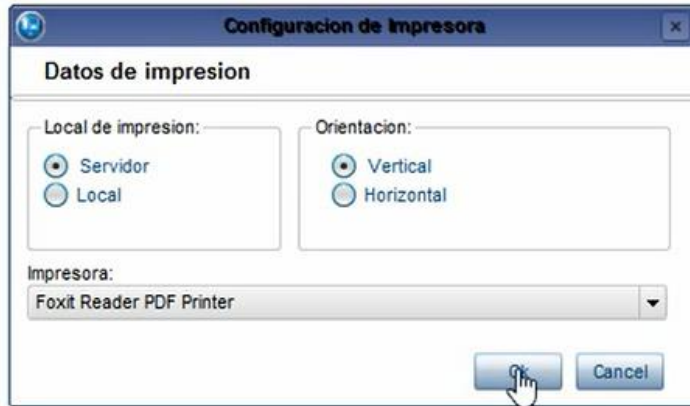 Configuracion de Impresora
Datos de impresion
Local de impresion:
Servidor
Local
Orientacion:
Vertical
Horizontal
Impresora:
Foxit Reader PDF Printer
Ok Cancel